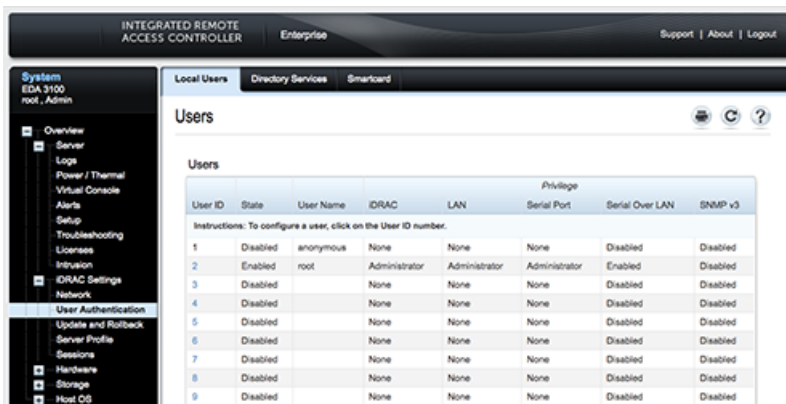 INTEGRATED REMOTE
ACCESS CONTROLLER
Enterprise
Support | About | Logout
System
EDA 3100
root , Admin
Overview
Server
Logs
Power / Thermal
Virtual Console
Alerts
Setup
Troubleshooting
Licenses
Intrusion
iDRAC Settings
Network
User Authentication
Update and Rollback
Server Profile
Sessions
Hardware
Storage
Host OS
Local Users Directory Services Smartcard
Users
Users
Privilege
User ID State User Name iDRAC LAN Serial Port Serial Over LAN SNMP v3
Instructions: To configure a user, click on the User ID number.
1 Disabled anonymous None None None Disabled Disabled
2 Enabled root Administrator Administrator Administrator Enabled Disabled
3 Disabled None None None Disabled Disabled
4 Disabled None None None Disabled Disabled
5 Disabled None None None Disabled Disabled
6 Disabled None None None Disabled Disabled
7 Disabled None None None Disabled Disabled
8 Disabled None None None Disabled Disabled
9 Disabled None None None Disabled Disabled